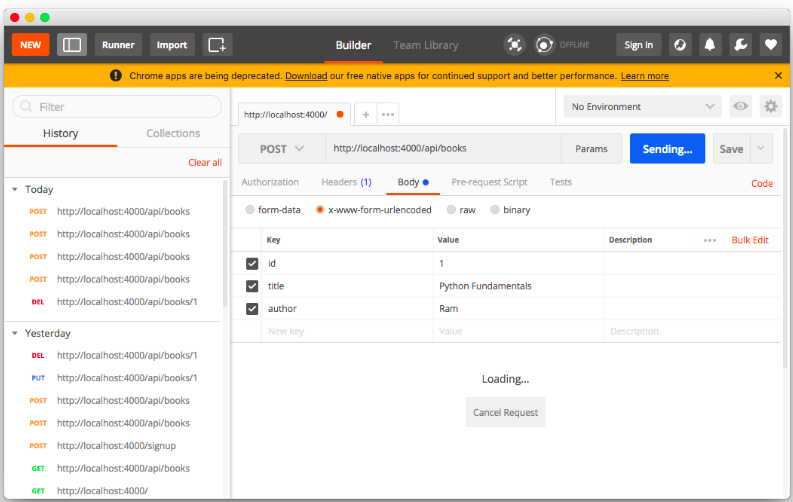 NEW Runner Import Builder Team Library OFFLINE Sign In
Chrome apps are being deprecated. Download our free native apps for continued support and better performance. Learn more
Filter
History Collections
Clear all
Today
POST http://localhost:4000/api/books
POST http://localhost:4000/api/books
POST http://localhost:4000/api/books
POST http://localhost:4000/api/books
DEL http://localhost:4000/api/books/1
Yesterday
DEL http://localhost:4000/api/books/1
PUT http://localhost:4000/api/books/1
POST http://localhost:4000/api/books
POST http://localhost:4000/api/books
POST http://localhost:4000/signup
GET http://localhost:4000/api/books
GET http://localhost:4000/
http://localhost:4000/ + •••
No Environment
POST http://localhost:4000/api/books Params Sending... Save
Authorization Headers (1) Body Pre-request Script Tests Code
form-data x-www-form-urlencoded raw binary
Key Value Description ••• Bulk Edit
id 1
title Python Fundamentals
author Ram
New key Value Description
Loading...
Cancel Request